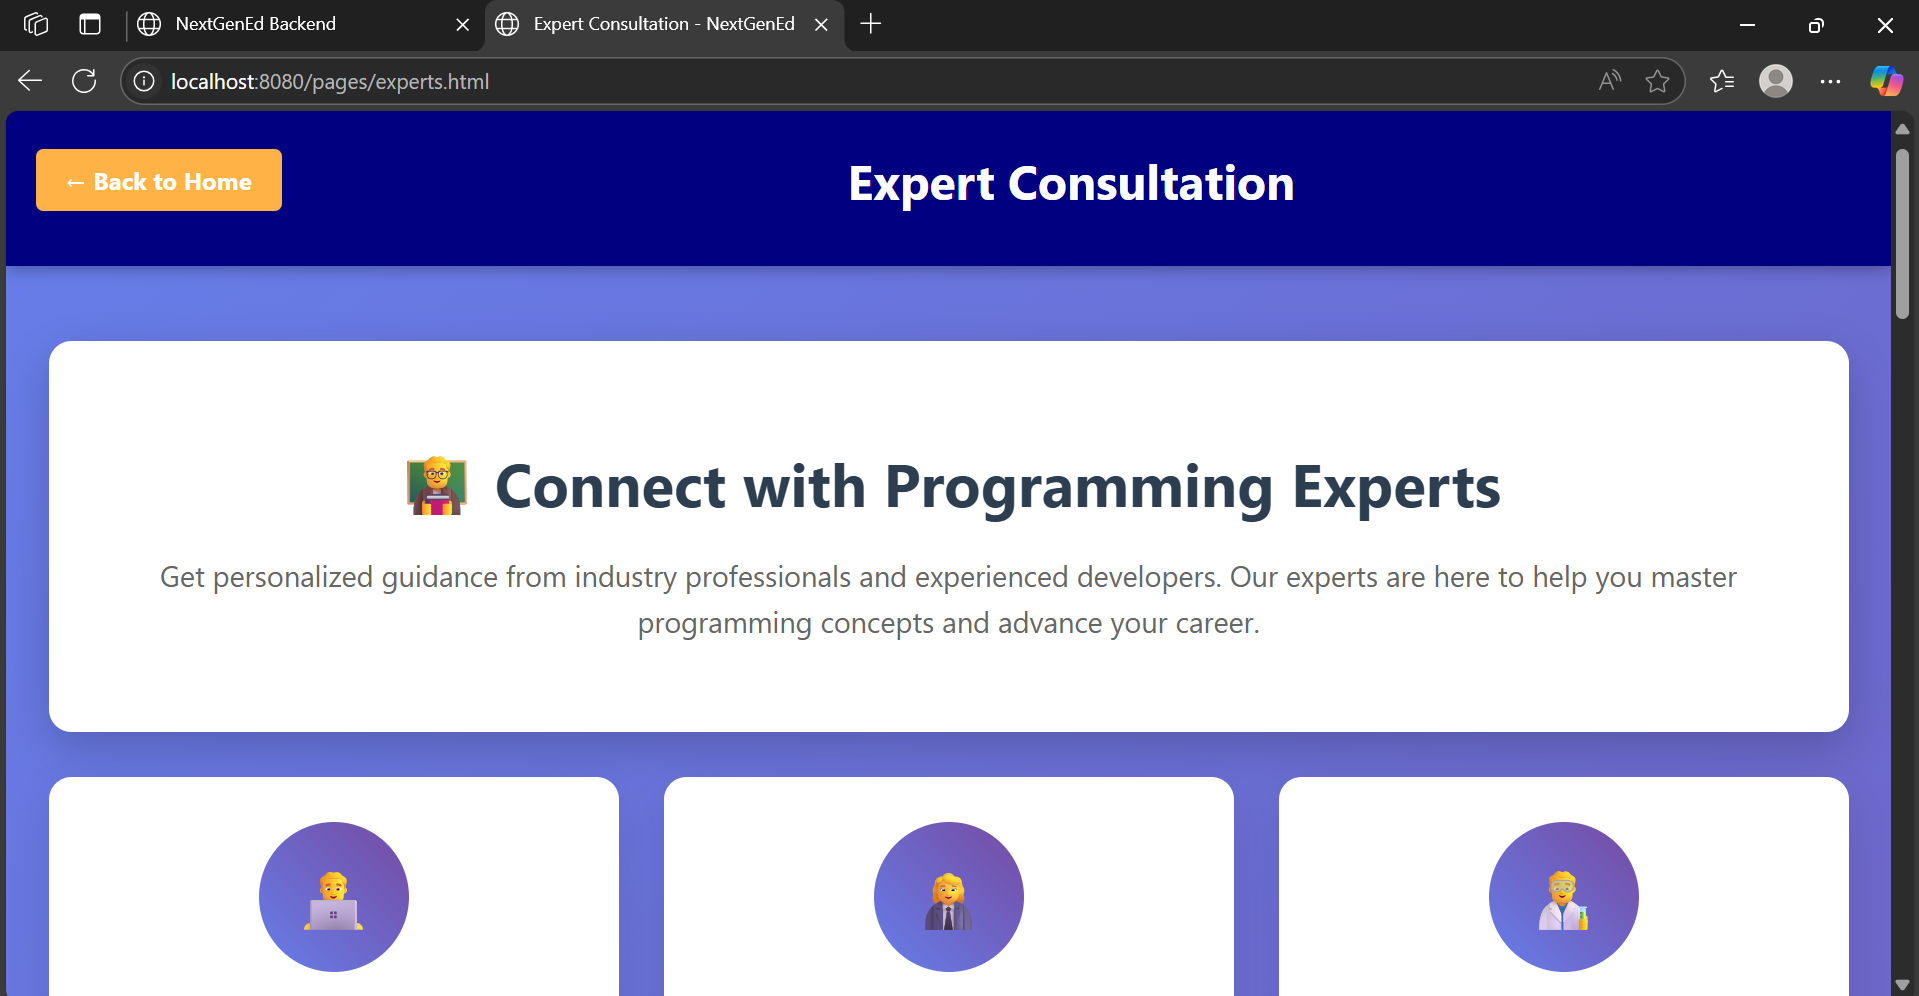 NextGenEd Backend
Expert Consultation - NextGenEd
localhost:8080/pages/experts.html
← Back to Home
Expert Consultation
Connect with Programming Experts
Get personalized guidance from industry professionals and experienced developers. Our experts are here to help you master
programming concepts and advance your career.